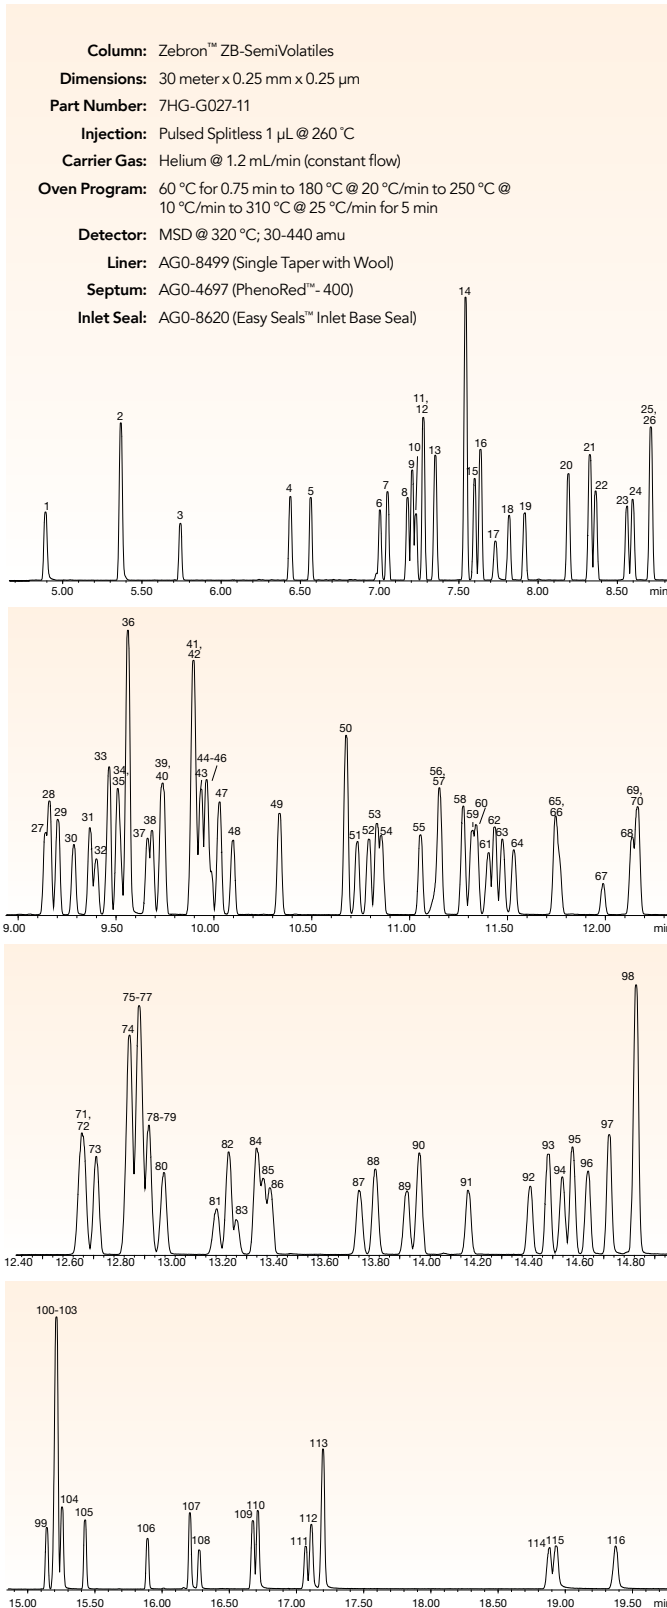 Column: Zebron™ ZB-SemiVolatiles
Dimensions: 30 meter x 0.25 mm x 0.25 µm
Part Number: 7HG-G027-11
Injection: Pulsed Splitless 1 µL @ 260 °C
Carrier Gas: Helium @ 1.2 mL/min (constant flow)
Oven Program: 60 °C for 0.75 min to 180 °C @ 20 °C/min to 250 °C @
10 °C/min to 310 °C @ 25 °C/min for 5 min
Detector: MSD @ 320 °C; 30-440 amu
Liner: AG0-8499 (Single Taper with Wool)
Septum: AG0-4697 (PhenoRed™- 400)
Inlet Seal: AG0-8620 (Easy Seals™ Inlet Base Seal)
1 2 3 4 5 6 7 8 9 10 11, 12 13 14 15 16 17 18 19 20 21 22 23 24 25, 26
5.00 5.50 6.00 6.50 7.00 7.50 8.00 8.50 min
27 28 29 30 31 32 33 34, 35 36 37 38 39, 40 41, 42 43 44-46 47 48 49 50 51 52 53 54 55 56, 57 58 59 60 61 62 63 64 65, 66 67 68 69, 70
9.00 9.50 10.00 10.50 11.00 11.50 12.00 min
71, 72 73 74 75-77 78-79 80 81 82 83 84 85 86 87 88 89 90 91 92 93 94 95 96 97 98
12.40 12.60 12.80 13.00 13.20 13.40 13.60 13.80 14.00 14.20 14.40 14.60 14.80 min
99 100-103 104 105 106 107 108 109 110 111 112 113 114 115 116
15.00 15.50 16.00 16.50 17.00 17.50 18.00 18.50 19.00 19.50 min